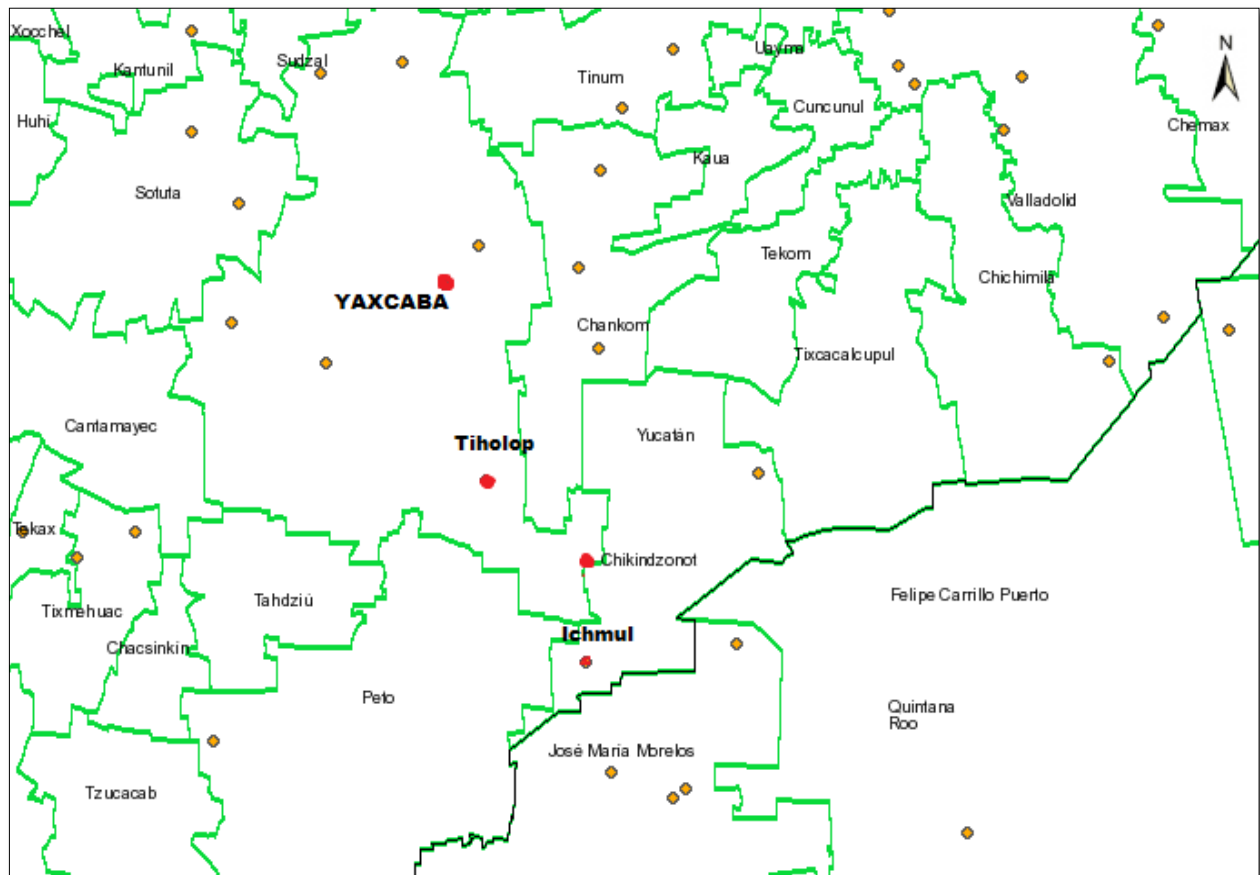 Xocchel
Kantunil
Sudzal
Tinum
Uayma
N
Huhi
Cuncunul
Chemax
Kaua
Sotuta
Valladolid
Tekom
Chichimilá
YAXCABA
Chankom
Tixcacalcupul
Cantamayec
Tiholop
Yucatán
Tekax
Chikindzonot
Tixmehuac
Tahdziú
Felipe Carrillo Puerto
Chacsinkín
Ichmul
Peto
Quintana
Roo
José María Morelos
Tzucacab